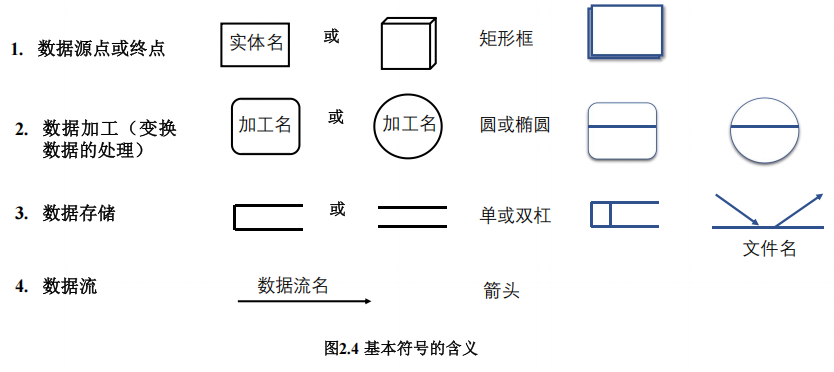 1. 数据源点或终点 实体名 或 矩形框
2. 数据加工（变换 加工名 或 加工名 圆或椭圆
数据的处理）
3. 数据存储 或 单或双杠
文件名
4. 数据流 数据流名 箭头
图2.4 基本符号的含义